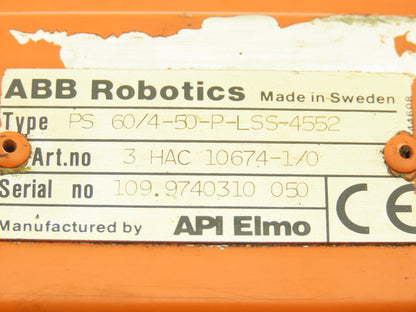 ABB Robotics Made in Sweden
Type PS 60/4-50-P-LSS-4552
Art.no 3 HAC 10674-1/0
Serial no 109.9740310 050
Manufactured by API Elmo CE